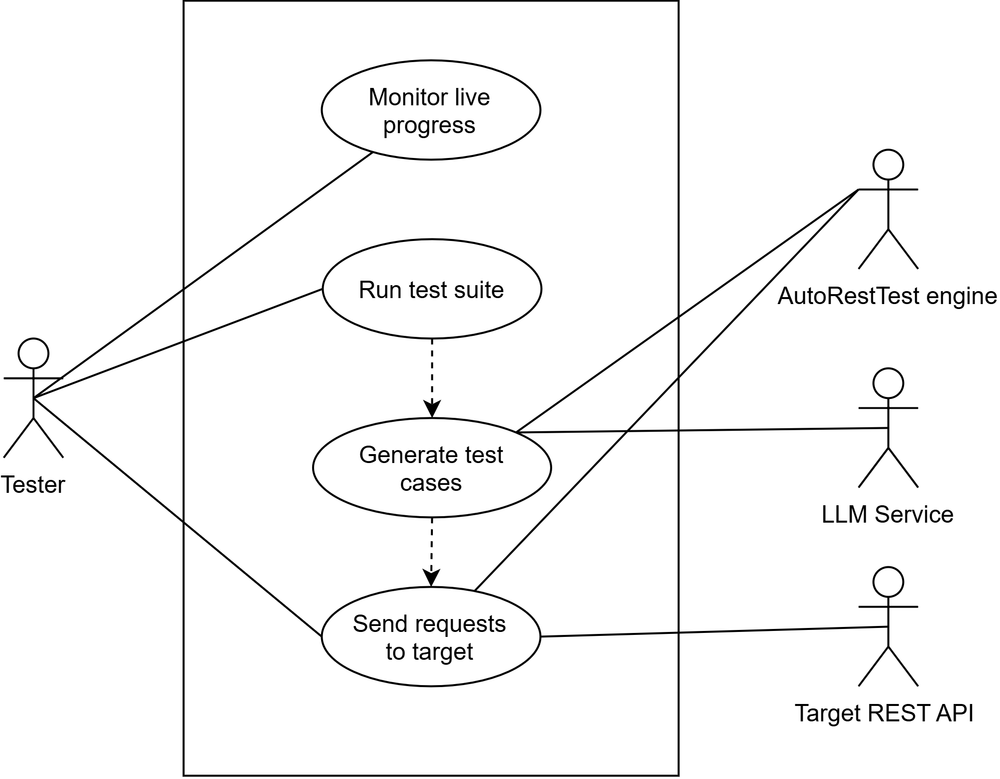 Monitor live
progress
Run test suite
Generate test
cases
Send requests
to target
Tester
AutoRestTest engine
LLM Service
Target REST API